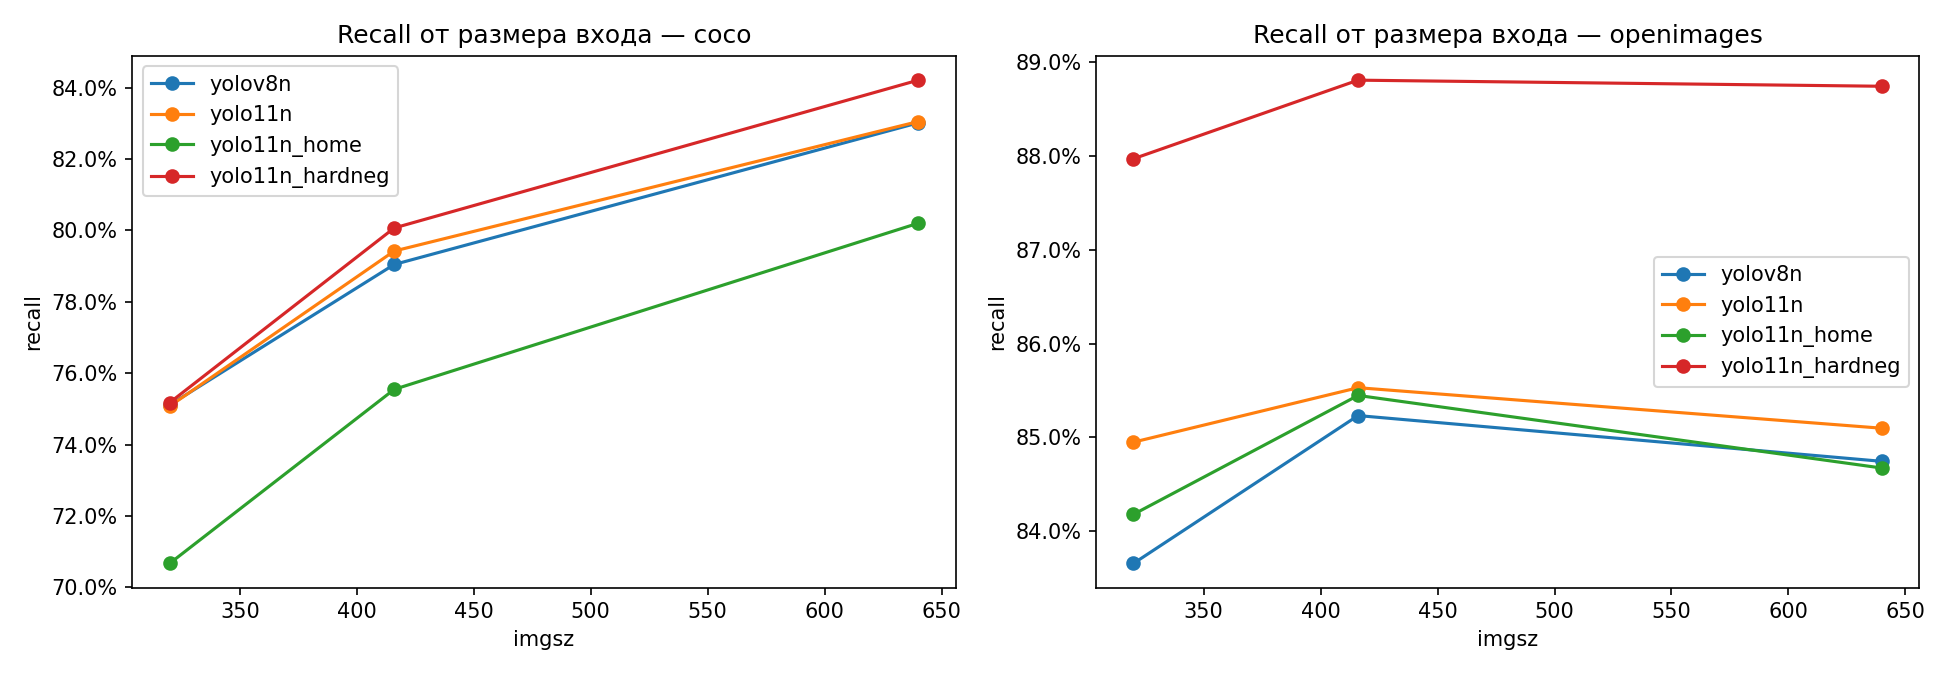 Recall от размера входа — coco
84.0%
82.0%
80.0%
78.0%
76.0%
74.0%
72.0%
70.0%
recall
yolov8n
yolo11n
yolo11n_home
yolo11n_hardneg
350 400 450 500 550 600 650
imgsz
Recall от размера входа — openimages
89.0%
88.0%
87.0%
86.0%
85.0%
84.0%
recall
yolov8n
yolo11n
yolo11n_home
yolo11n_hardneg
350 400 450 500 550 600 650
imgsz